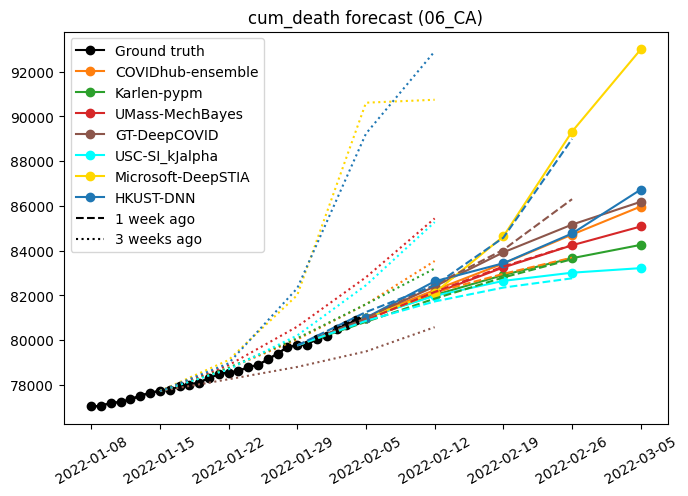 cum_death forecast (06_CA)
Ground truth
COVIDhub-ensemble
Karlen-pypm
UMass-MechBayes
GT-DeepCOVID
USC-SI_kJalpha
Microsoft-DeepSTIA
HKUST-DNN
1 week ago
3 weeks ago
92000
90000
88000
86000
84000
82000
80000
78000
2022-01-08
2022-01-15
2022-01-22
2022-01-29
2022-02-05
2022-02-12
2022-02-19
2022-02-26
2022-03-05